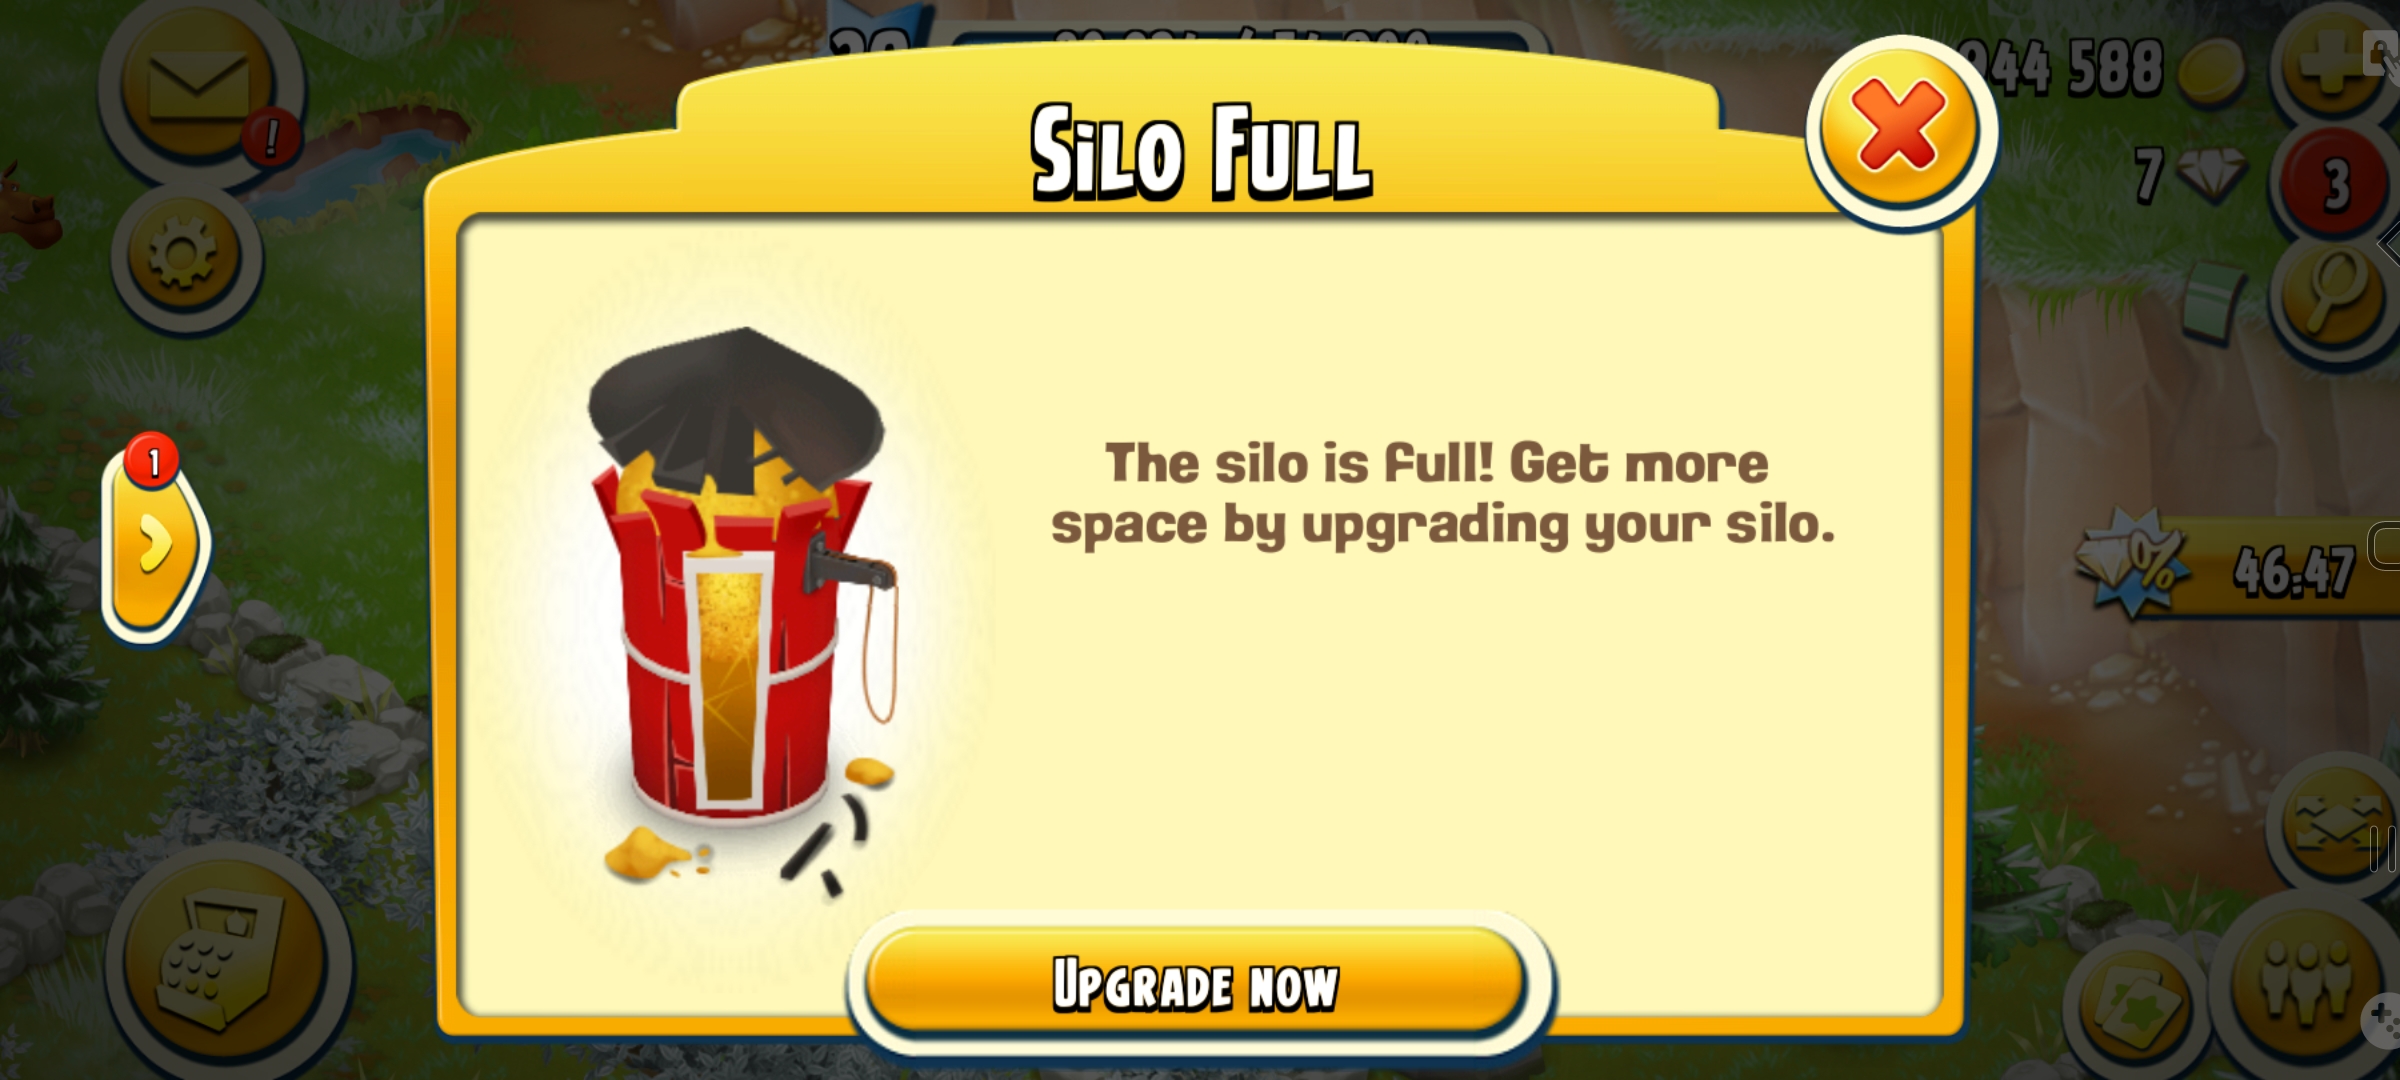 944 588
SiLO FULL
7
3
The silo is full! Get more
space by upgrading your silo.
1
46:47
UPGRADE NOW